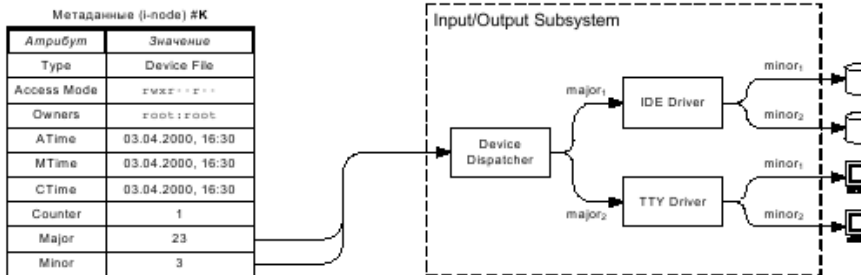 Метаданные (i-node) #K
Атрибут Значение
Type Device File
Access Mode rwxr--r--
Owners root:root
ATime 03.04.2000, 16:30
MTime 03.04.2000, 16:30
CTime 03.04.2000, 16:30
Counter 1
Major 23
Minor 3
Input/Output Subsystem
Device
Dispatcher
major₁
IDE Driver
minor₁
minor₂
major₂
TTY Driver
minor₁
minor₂